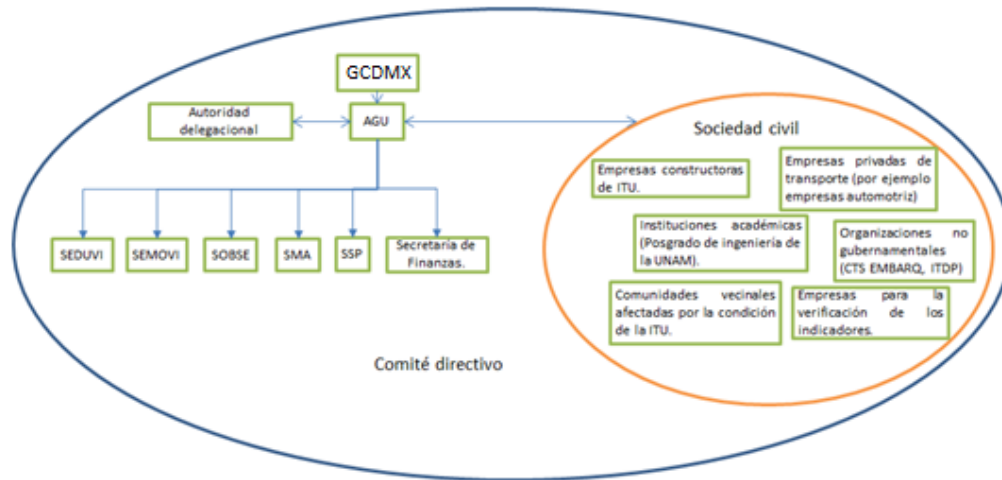 GCDMX
Autoridad
delegacional
AGU
SEDUVI
SEMOVI
SOBSE
SMA
SSP
Secretaría de
Finanzas.
Sociedad civil
Empresas constructoras
de ITU.
Empresas privadas de
transporte (por ejemplo
empresas automotriz)
Instituciones académicas
(Posgrado de ingeniería de
la UNAM).
Organizaciones no
gubernamentales
(CTS EMBARQ, ITDP)
Comunidades vecinales
afectadas por la condición
de la ITU.
Empresas para la
verificación de los
indicadores.
Comité directivo